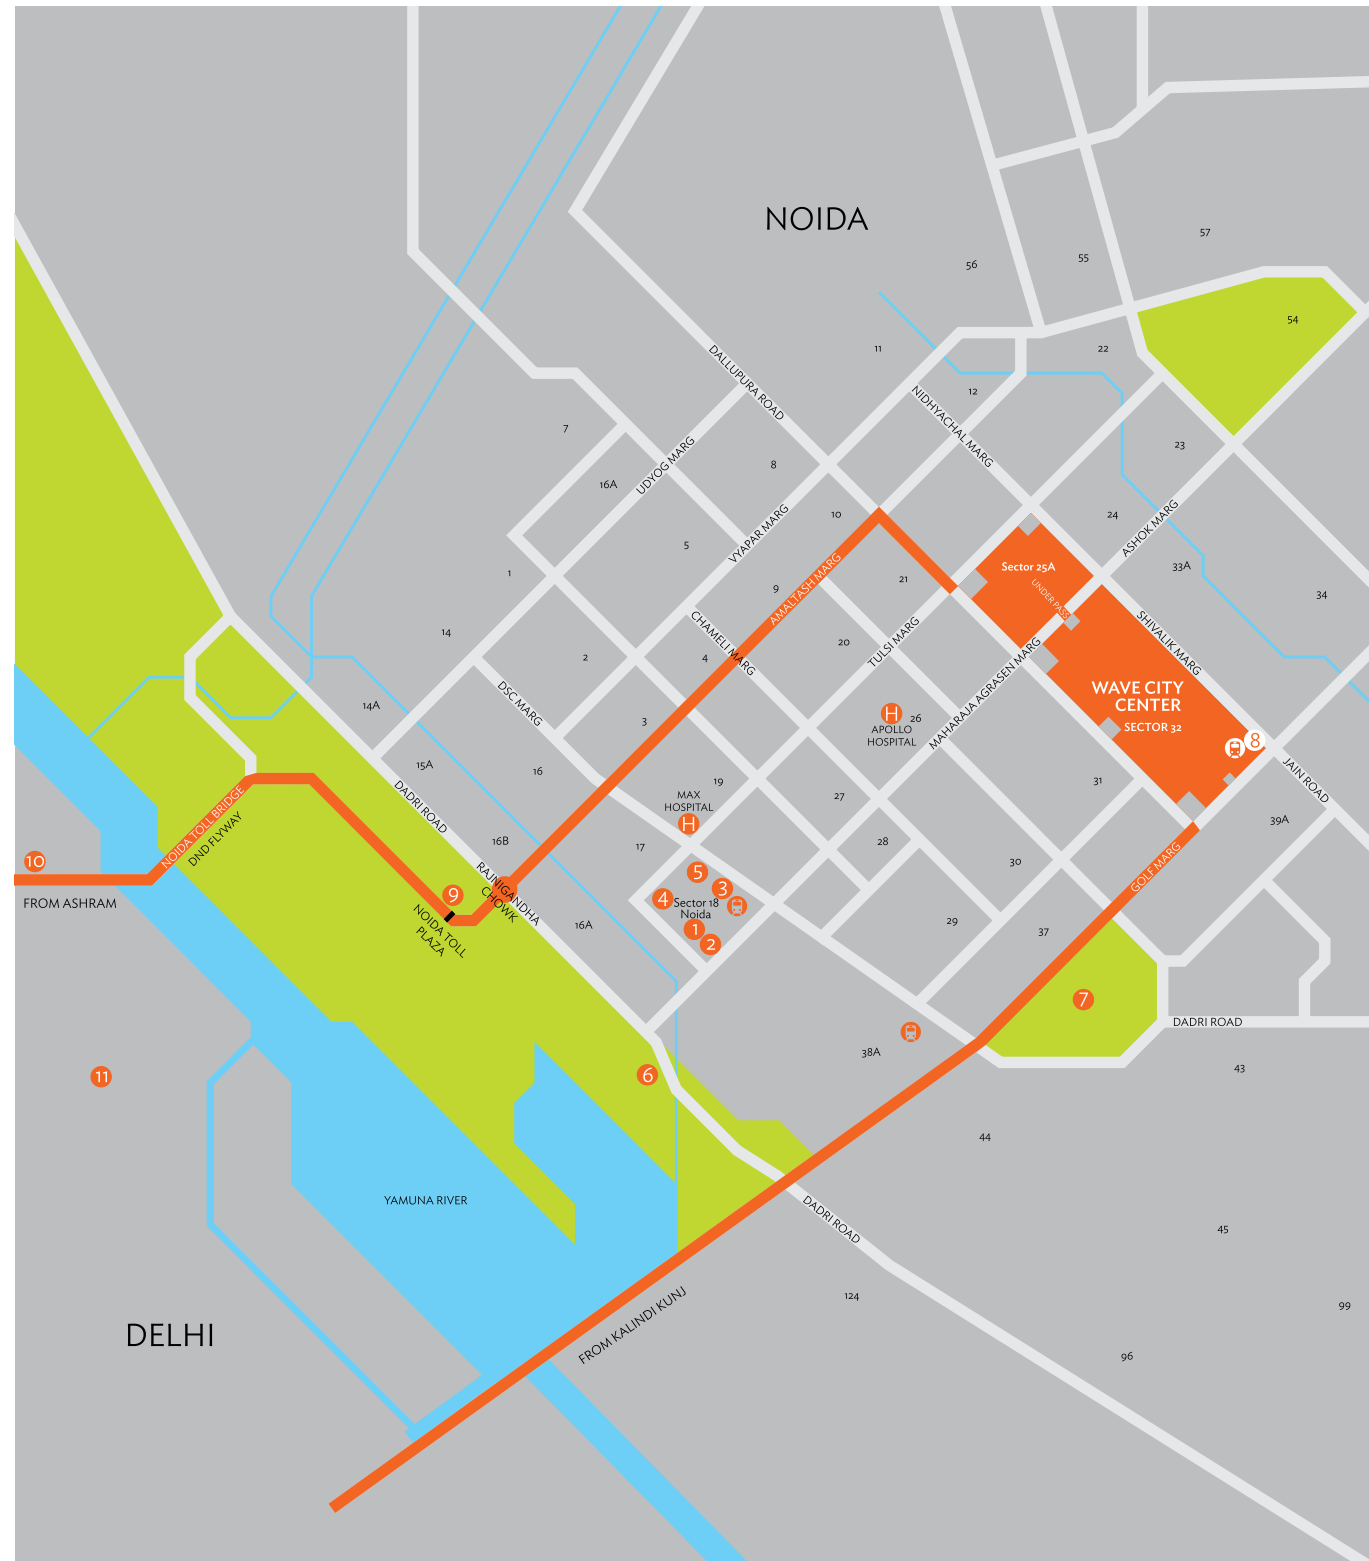 NOIDA
57
55
56
54
11
22
12
DALLUPURA ROAD
NIDHYACHAL MARG
7
23
UDYOG MARG
8
16A
10
24
VYAPAR MARG
ASHOK MARG
5
Sector 25A
33A
1
21
9
AMALTASH MARG
UNDER PASS
34
14
CHAMELI MARG
20
TULSI MARG
SHIVALIK MARG
2
4
MAHARAJA AGRASEN MARG
WAVE CITY
CENTER
SECTOR 32
DSC MARG
14A
3
H
26
APOLLO
HOSPITAL
8
15A
16
19
31
JAIN ROAD
MAX
HOSPITAL
H
27
DADRI ROAD
NOIDA TOLL BRIDGE
DND FLYWAY
39A
16B
17
28
10
30
GOLF MARG
RAJNIGANDHA
CHOWK
5
3
4
Sector 18
Noida
9
FROM ASHRAM
NOIDA TOLL
PLAZA
16A
1
2
29
37
7
DADRI ROAD
38A
11
6
43
44
YAMUNA RIVER
DADRI ROAD
45
124
99
FROM KALINDI KUNJ
DELHI
96